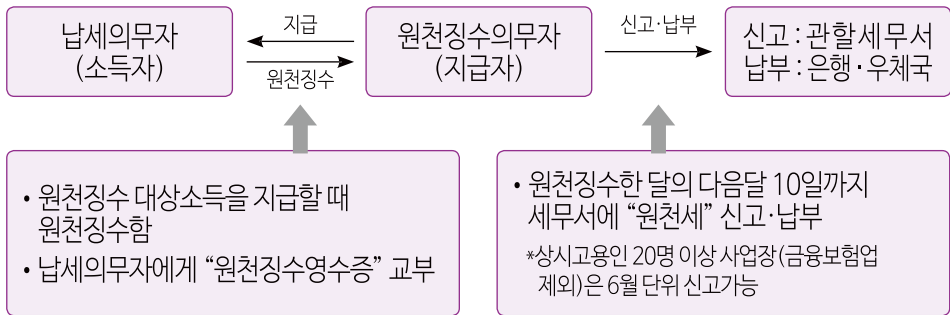 납세의무자
(소득자)
지급
원천징수
원천징수의무자
(지급자)
신고·납부
신고 : 관할세무서
납부 : 은행·우체국
• 원천징수 대상소득을 지급할 때
원천징수함
• 납세의무자에게 “원천징수영수증” 교부
• 원천징수한 달의 다음달 10일까지
세무서에 “원천세” 신고·납부
*상시고용인 20명 이상 사업장(금융보험업
제외)은 6월 단위 신고가능